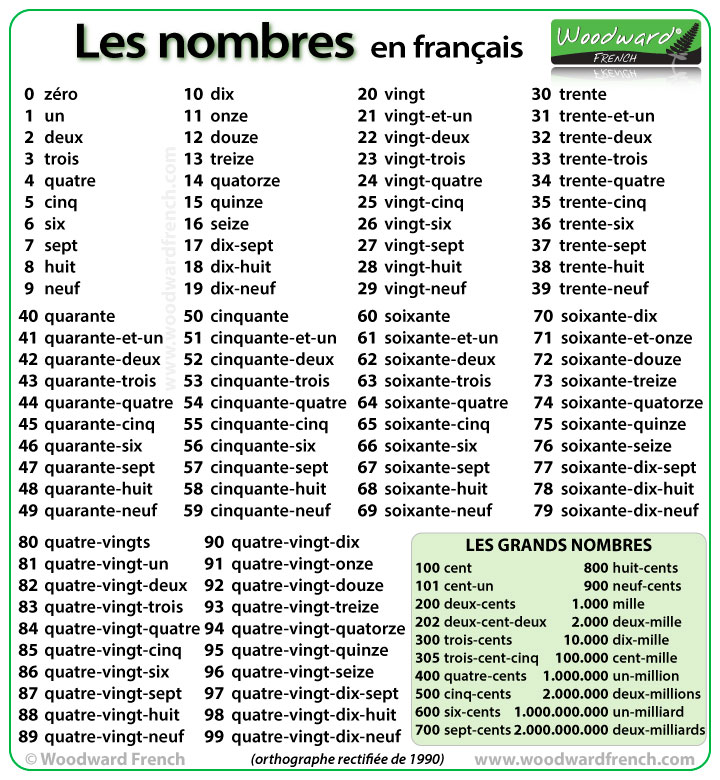 Les nombres en français
Woodward®
FRENCH
0 zéro
1 un
2 deux
3 trois
4 quatre
5 cinq
6 six
7 sept
8 huit
9 neuf
10 dix
11 onze
12 douze
13 treize
14 quatorze
15 quinze
16 seize
17 dix-sept
18 dix-huit
19 dix-neuf
20 vingt
21 vingt-et-un
22 vingt-deux
23 vingt-trois
24 vingt-quatre
25 vingt-cinq
26 vingt-six
27 vingt-sept
28 vingt-huit
29 vingt-neuf
30 trente
31 trente-et-un
32 trente-deux
33 trente-trois
34 trente-quatre
35 trente-cinq
36 trente-six
37 trente-sept
38 trente-huit
39 trente-neuf
www.woodwardfrench.com
40 quarante
41 quarante-et-un
42 quarante-deux
43 quarante-trois
44 quarante-quatre
45 quarante-cinq
46 quarante-six
47 quarante-sept
48 quarante-huit
49 quarante-neuf
50 cinquante
51 cinquante-et-un
52 cinquante-deux
53 cinquante-trois
54 cinquante-quatre
55 cinquante-cinq
56 cinquante-six
57 cinquante-sept
58 cinquante-huit
59 cinquante-neuf
60 soixante
61 soixante-et-un
62 soixante-deux
63 soixante-trois
64 soixante-quatre
65 soixante-cinq
66 soixante-six
67 soixante-sept
68 soixante-huit
69 soixante-neuf
70 soixante-dix
71 soixante-et-onze
72 soixante-douze
73 soixante-treize
74 soixante-quatorze
75 soixante-quinze
76 soixante-seize
77 soixante-dix-sept
78 soixante-dix-huit
79 soixante-dix-neuf
80 quatre-vingts
81 quatre-vingt-un
82 quatre-vingt-deux
83 quatre-vingt-trois
84 quatre-vingt-quatre
85 quatre-vingt-cinq
86 quatre-vingt-six
87 quatre-vingt-sept
88 quatre-vingt-huit
89 quatre-vingt-neuf
90 quatre-vingt-dix
91 quatre-vingt-onze
92 quatre-vingt-douze
93 quatre-vingt-treize
94 quatre-vingt-quatorze
95 quatre-vingt-quinze
96 quatre-vingt-seize
97 quatre-vingt-dix-sept
98 quatre-vingt-dix-huit
99 quatre-vingt-dix-neuf
LES GRANDS NOMBRES
100 cent
101 cent-un
200 deux-cents
202 deux-cent-deux
300 trois-cents
305 trois-cent-cinq
400 quatre-cents
500 cinq-cents
600 six-cents
700 sept-cents
800 huit-cents
900 neuf-cents
1.000 mille
2.000 deux-mille
10.000 dix-mille
100.000 cent-mille
1.000.000 un-million
2.000.000 deux-millions
1.000.000.000 un-milliard
2.000.000.000 deux-milliards
© Woodward French
(orthographe rectifiée de 1990)
www.woodwardfrench.com